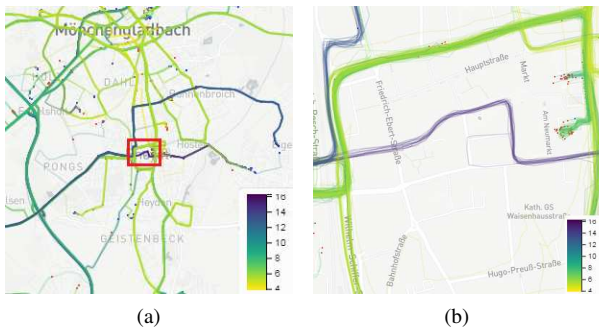 Mönchengladbach
DAHL
Bonnenbroich
PONGS
Heyden
GEISTENBECK
16
14
12
10
8
6
4
(a)
Hauptstraße
Markt
Friedrich-Ebert-Straße
Am Neumarkt
Kath. GS
Waisenhausstraß
Bahnhofstraße
Hugo-Preuß-Straße
16
14
12
10
8
6
4
(b)